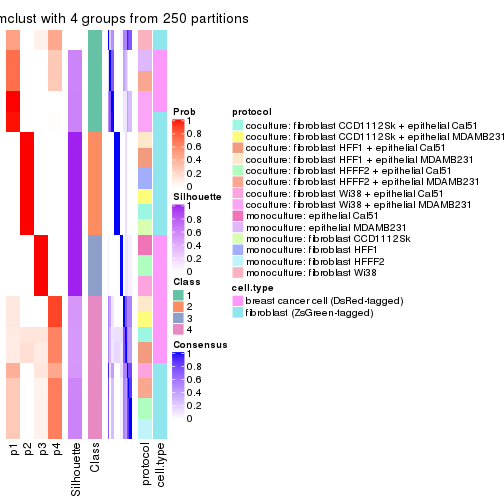 mclust with 4 groups from 250 partitions
Prob
1
0.8
0.6
0.4
0.2
0
Silhouette
1
0.8
0.6
0.4
0.2
0
Class
1
2
3
4
Consensus
1
0.8
0.6
0.4
0.2
0
protocol
coculture: fibroblast CCD1112Sk + epithelial Cal51
coculture: fibroblast CCD1112Sk + epithelial MDAMB231
coculture: fibroblast HFF1 + epithelial Cal51
coculture: fibroblast HFF1 + epithelial MDAMB231
coculture: fibroblast HFFF2 + epithelial Cal51
coculture: fibroblast HFFF2 + epithelial MDAMB231
coculture: fibroblast Wi38 + epithelial Cal51
coculture: fibroblast Wi38 + epithelial MDAMB231
monoculture: epithelial Cal51
monoculture: epithelial MDAMB231
monoculture: fibroblast CCD1112Sk
monoculture: fibroblast HFF1
monoculture: fibroblast HFFF2
monoculture: fibroblast Wi38
cell.type
breast cancer cell (DsRed-tagged)
fibroblast (ZsGreen-tagged)
p1
p2
p3
p4
Silhouette
Class
protocol
cell.type